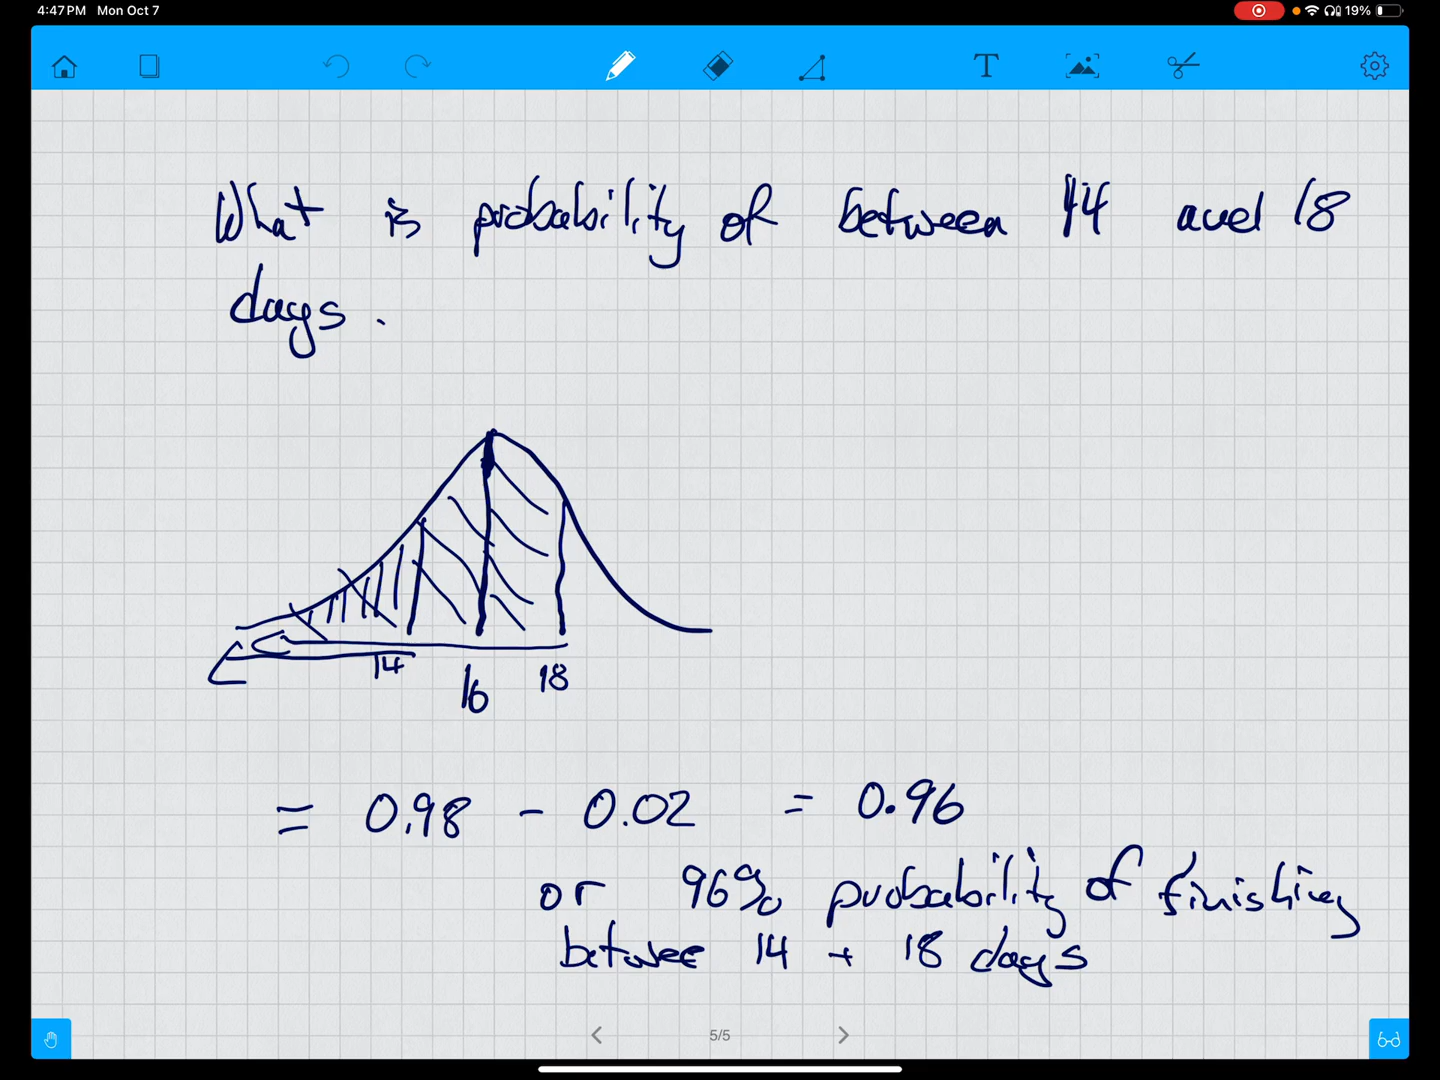 4:47 PM Mon Oct 7
19%
T
What is probability of between 14 and 18
days.
14
16
18
= 0.98 - 0.02 = 0.96
or 96% probability of finishing
between 14 + 18 days
5/5